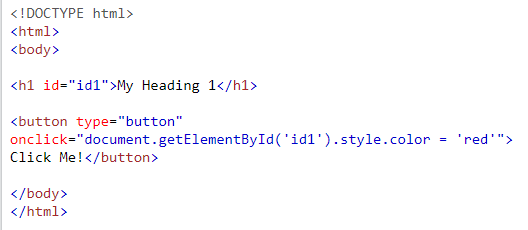 <!DOCTYPE html>
<html>
<body>
<h1 id="id1">My Heading 1</h1>
<button type="button"
onclick="document.getElementById('id1').style.color = 'red'">
Click Me!</button>
</body>
</html>